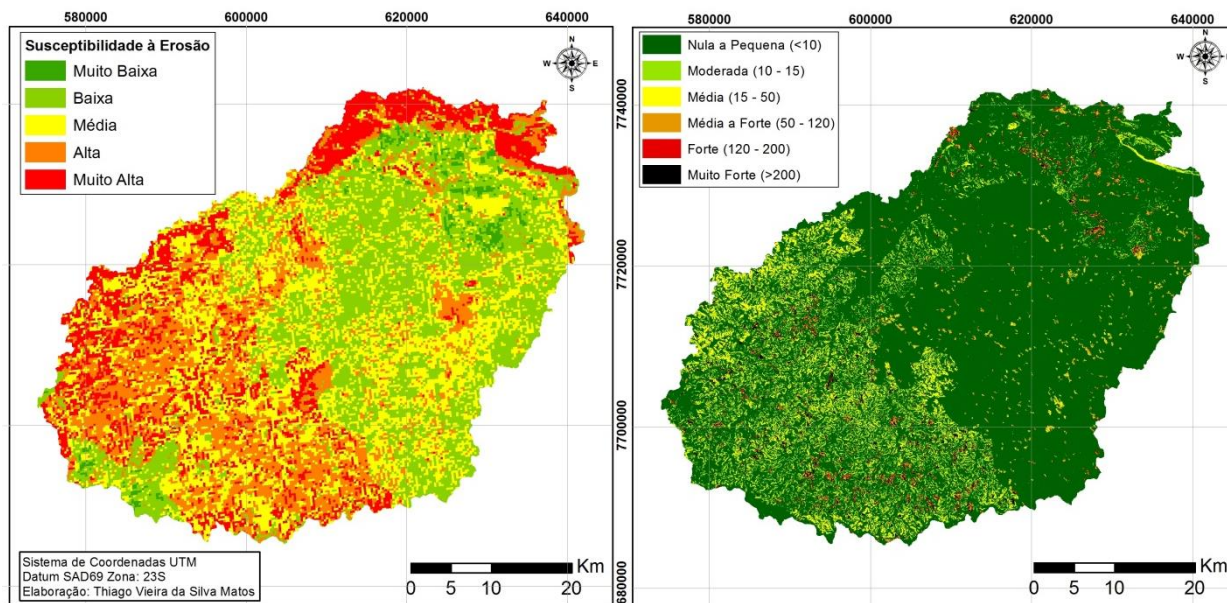 580000 600000 620000 640000
Susceptibilidade à Erosão
Muito Baixa
Baixa
Média
Alta
Muito Alta
N
W E
S
Sistema de Coordenadas UTM
Datum SAD69 Zona: 23S
Elaboração: Thiago Vieira da Silva Matos
Km
0 5 10 20
7740000
7720000
7700000
7680000
580000 600000 620000 640000
Nula a Pequena (<10)
Moderada (10 - 15)
Média (15 - 50)
Média a Forte (50 - 120)
Forte (120 - 200)
Muito Forte (>200)
N
W E
S
Km
0 5 10 20